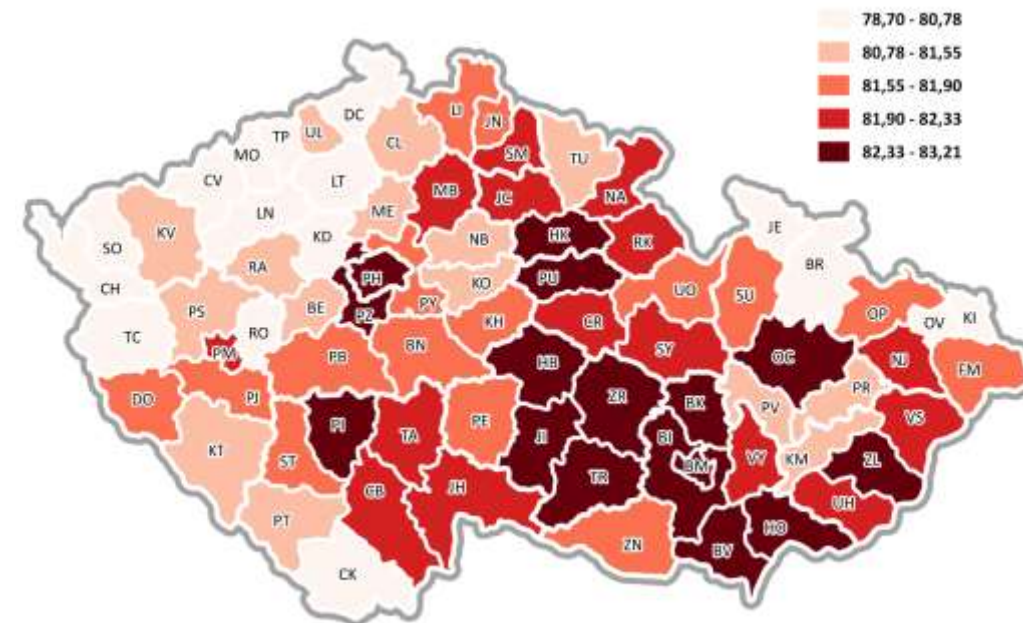 78,70 - 80,78
80,78 - 81,55
81,55 - 81,90
81,90 - 82,33
82,33 - 83,21
DC
LI
JN
TP
UL
CL
SM
MO
TU
CV
LT
MB
JC
NA
LN
ME
KV
KD
NB
HK
RK
JE
SO
RA
BR
PH
KO
PU
CH
PS
BE
PZ
PY
UO
SU
OP
OV
KI
TC
RO
KH
CR
PM
PB
BN
SY
OC
NJ
FM
HB
DO
PJ
ZR
BK
PR
PI
TA
PE
JI
BI
PV
VS
KT
ST
BM
VY
KM
ZL
TR
CB
JH
UH
PT
HO
ZN
BV
CK